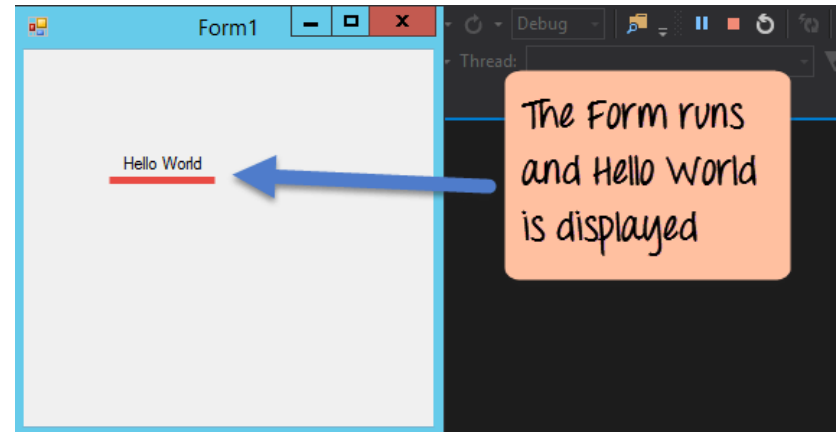 Form1
Debug
Thread:
Hello World
The Form runs
and Hello World
is displayed